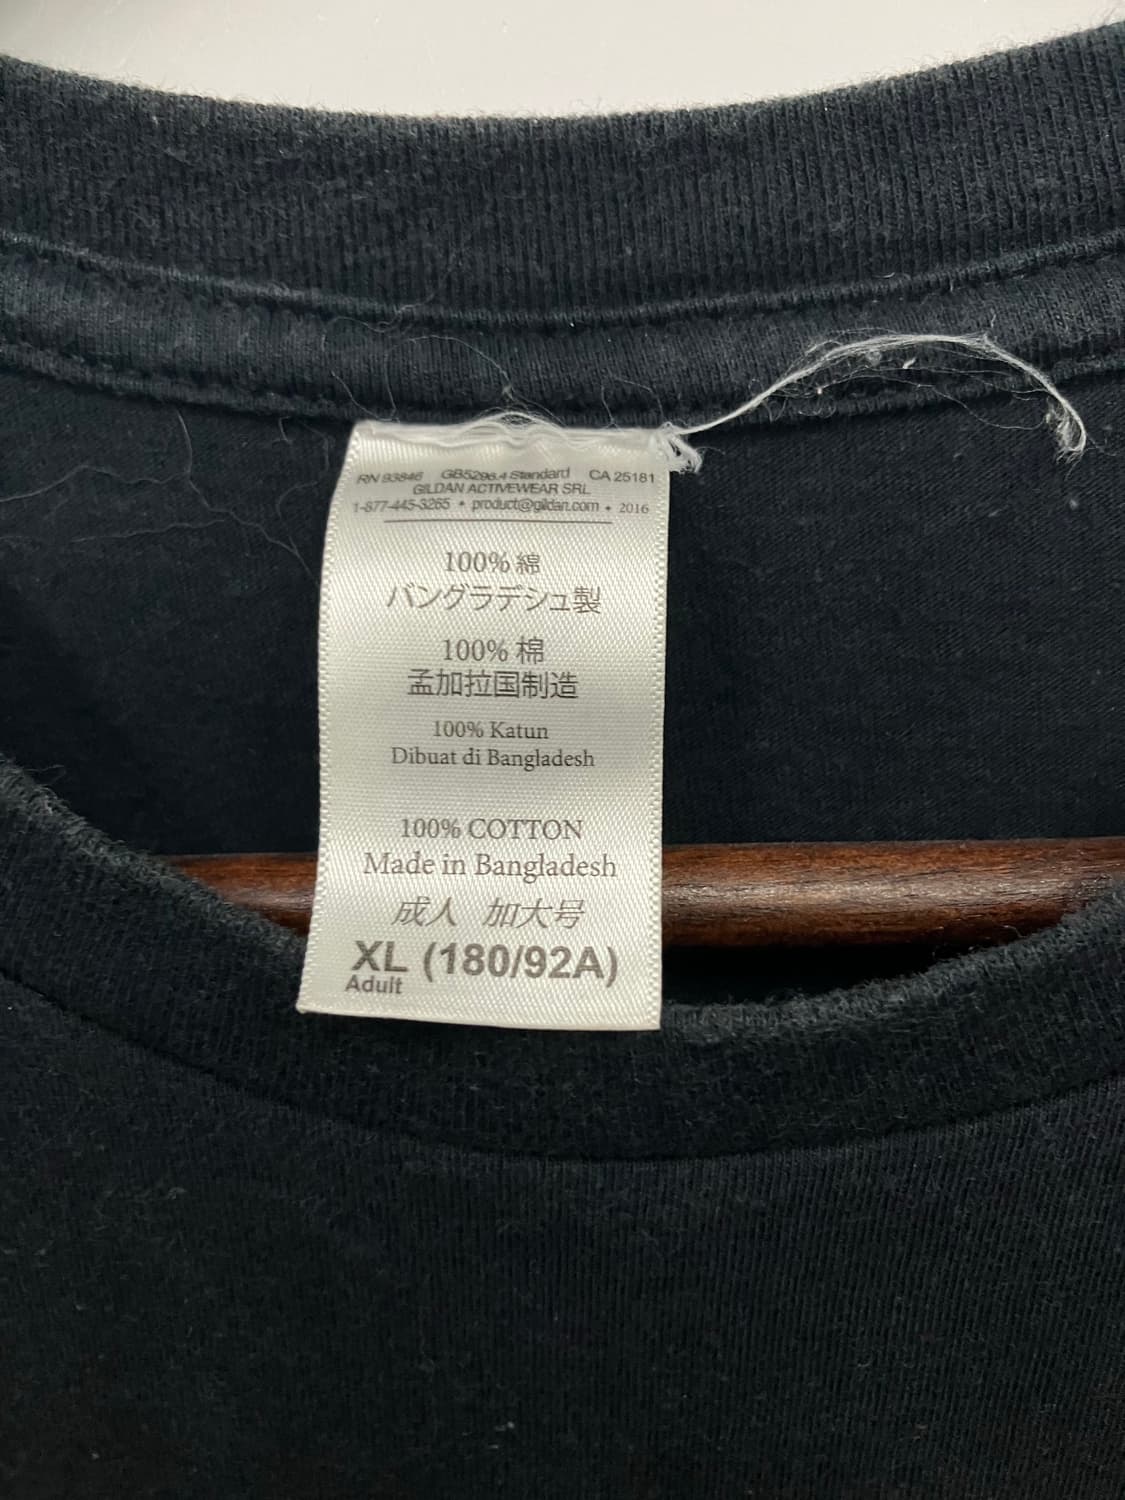 RN 93846 GB5296.4 Standard CA 25181
GILDAN ACTIVEWEAR SRL
1-877-445-3265 • product@gildan.com • 2016
100% 綿
バングラデシュ製
100% 棉
孟加拉国制造
100% Katun
Dibuat di Bangladesh
100% COTTON
Made in Bangladesh
成人 加大号
XL (180/92A)
Adult